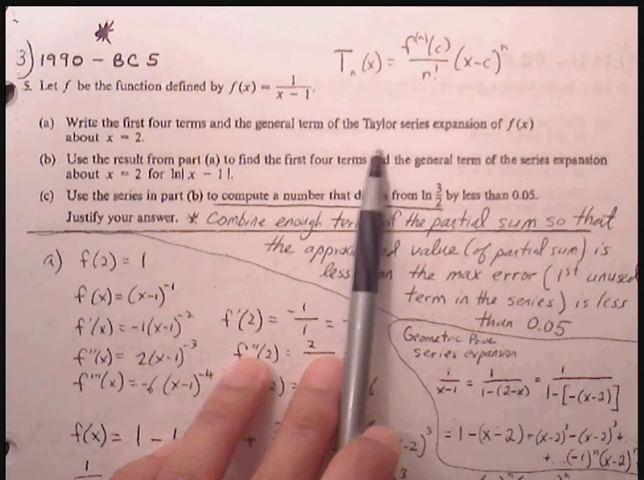 3) 1990 - BC 5
T_n(x) = f^(n)(c)/n! (x-c)^n
5. Let f be the function defined by f(x) = 1/(x - 1).
(a) Write the first four terms and the general term of the Taylor series expansion of f(x)
about x = 2.
(b) Use the result from part (a) to find the first four terms and the general term of the series expansion
about x = 2 for ln|x - 1|.
(c) Use the series in part (b) to compute a number that from ln 3/2 by less than 0.05.
Justify your answer. * Combine enough of the partial sum so that
the value (of partial sum) is
less the max error (1st unused
term in the series) is less
than 0.05
a) f(2) = 1
f(x) = (x-1)^-1
f'(x) = -1(x-1)^-2 f'(2) = -1/1 =
f''(x) = 2(x-1)^-3 f''(2) = 2/
f'''(x) = -6(x-1)^-4 2) = 6
f(x) = 1 - 1 + -2)^3
1
Geometric Power
series expansion
1/(x-1) = 1/(1-(2-x)) = 1/(1-[-(x-2)])
= 1-(x-2)+(x-2)^2-(x-2)^3+
+...(-1)^n(x-2)^n